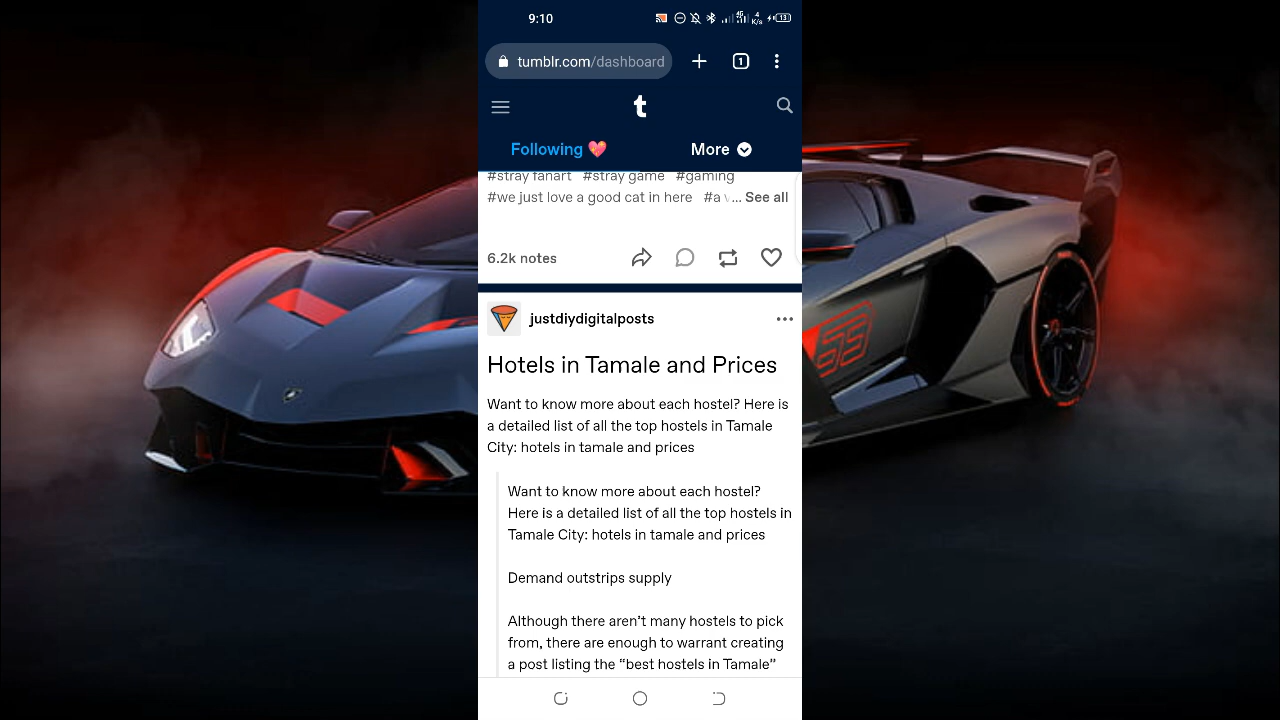 9:10
4G
4
K/s
13
tumblr.com/dashboard
1
t
Following 💖
More
#stray fanart #stray game #gaming
#we just love a good cat in here #a v... See all
6.2k notes
justdiydigitalposts
Hotels in Tamale and Prices
Want to know more about each hostel? Here is
a detailed list of all the top hostels in Tamale
City: hotels in tamale and prices
Want to know more about each hostel?
Here is a detailed list of all the top hostels in
Tamale City: hotels in tamale and prices
Demand outstrips supply
Although there aren’t many hostels to pick
from, there are enough to warrant creating
a post listing the “best hostels in Tamale”
63